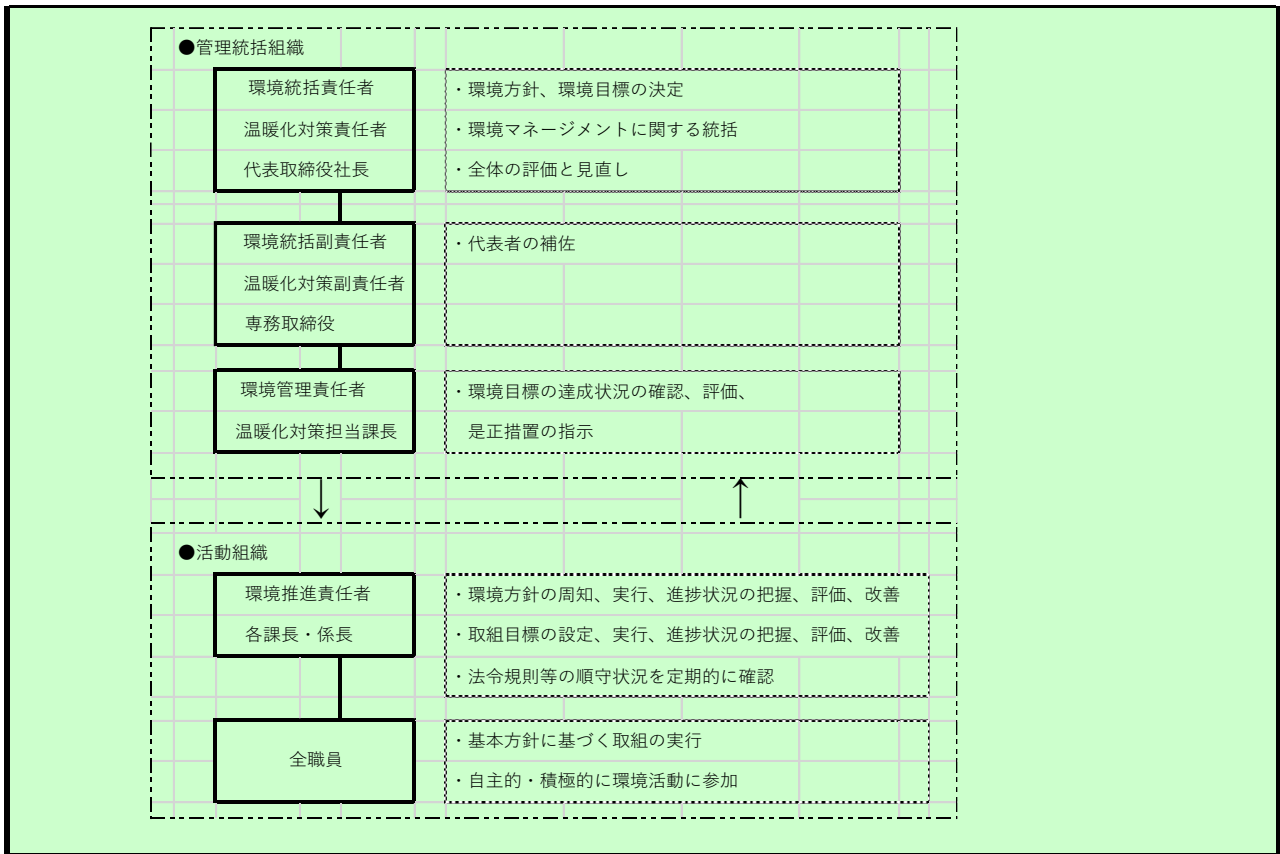 ●管理統括組織
環境統括責任者
温暖化対策責任者
代表取締役社長
・環境方針、環境目標の決定
・環境マネージメントに関する統括
・全体の評価と見直し
環境統括副責任者
温暖化対策副責任者
専務取締役
・代表者の補佐
環境管理責任者
温暖化対策担当課長
・環境目標の達成状況の確認、評価、
是正措置の指示
●活動組織
環境推進責任者
各課長・係長
・環境方針の周知、実行、進捗状況の把握、評価、改善
・取組目標の設定、実行、進捗状況の把握、評価、改善
・法令規則等の順守状況を定期的に確認
全職員
・基本方針に基づく取組の実行
・自主的・積極的に環境活動に参加